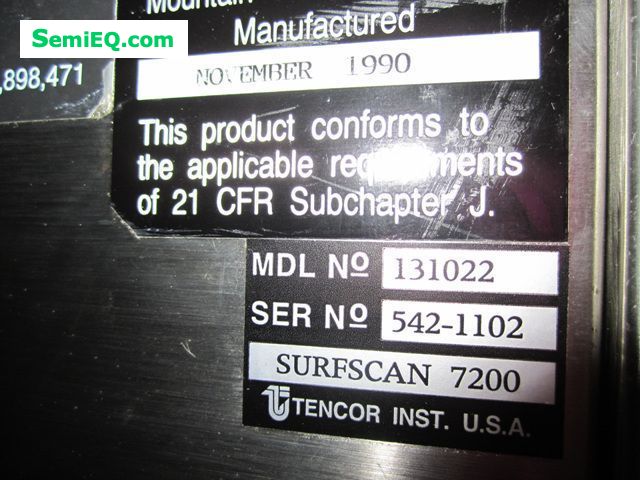 SemiEQ.com
,898,471
Mountain
Manufactured
NOVEMBER 1990
This product conforms to
the applicable requirements
of 21 CFR Subchapter J.
MDL Nº 131022
SER Nº 542-1102
SURFSCAN 7200
TENCOR INST. U.S.A.